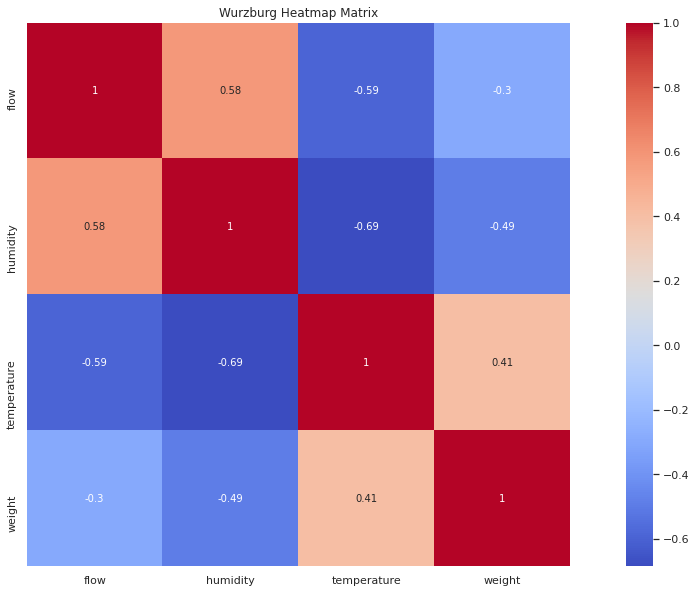 Wurzburg Heatmap Matrix
flow
1
0.58
-0.59
-0.3
humidity
0.58
1
-0.69
-0.49
temperature
-0.59
-0.69
1
0.41
weight
-0.3
-0.49
0.41
1
flow
humidity
temperature
weight
1.0
0.8
0.6
0.4
0.2
0.0
−0.2
−0.4
−0.6